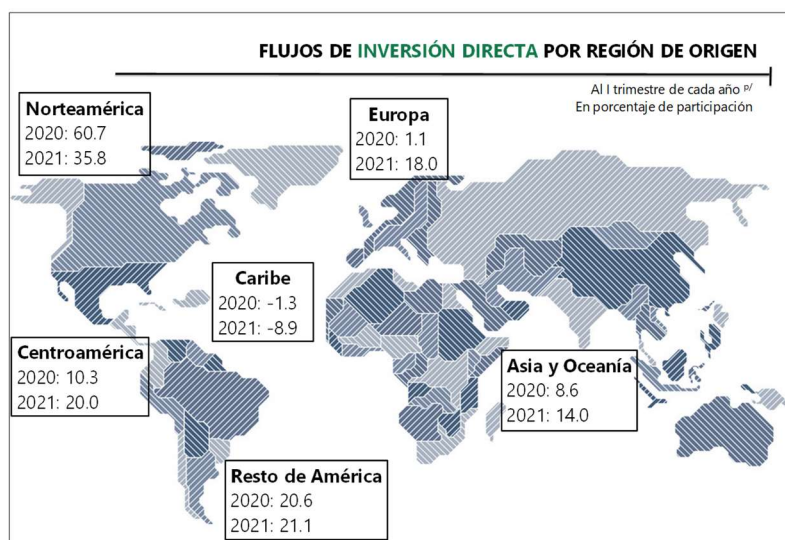 FLUJOS DE INVERSIÓN DIRECTA POR REGIÓN DE ORIGEN
Al I trimestre de cada año p/
En porcentaje de participación
Norteamérica
2020: 60.7
2021: 35.8
Europa
2020: 1.1
2021: 18.0
Caribe
2020: -1.3
2021: -8.9
Centroamérica
2020: 10.3
2021: 20.0
Asia y Oceanía
2020: 8.6
2021: 14.0
Resto de América
2020: 20.6
2021: 21.1